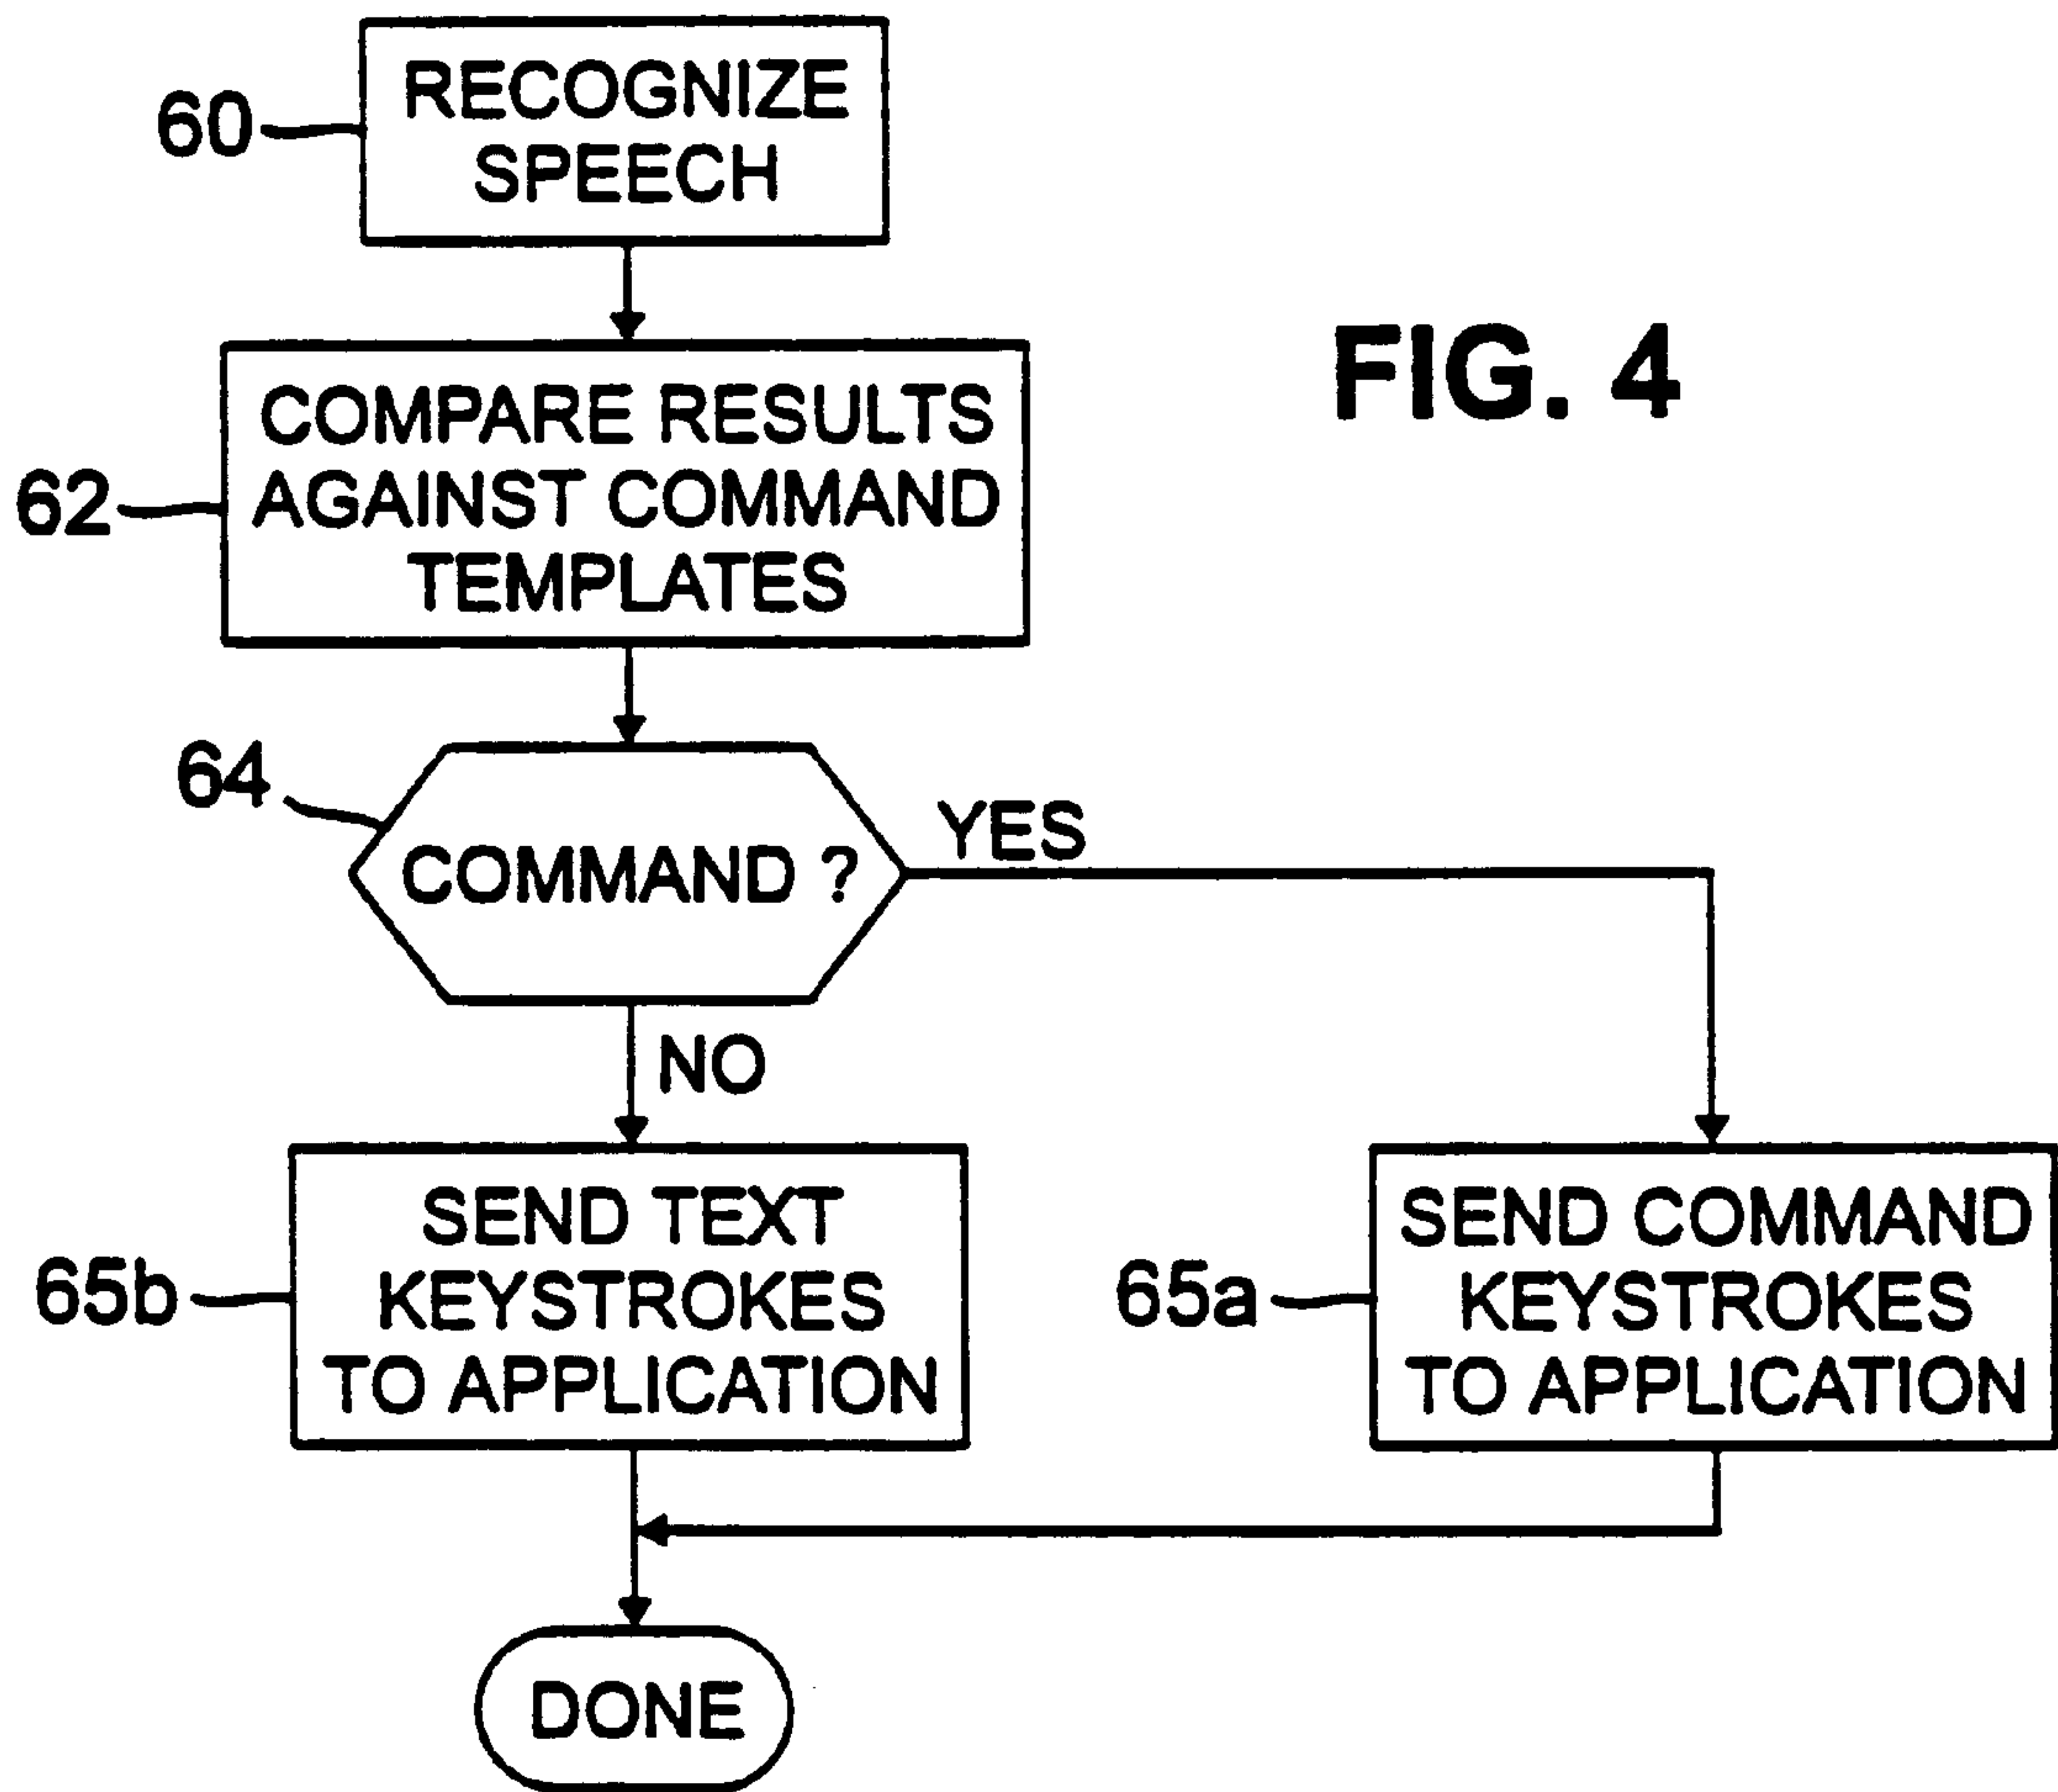 RECOGNIZE
SPEECH
60
FIG. 4
COMPARE RESULTS
AGAINST COMMAND
TEMPLATES
62
64
COMMAND ?
YES
NO
SEND TEXT
KEYSTROKES
TO APPLICATION
65b
SEND COMMAND
KEYSTROKES
TO APPLICATION
65a
DONE